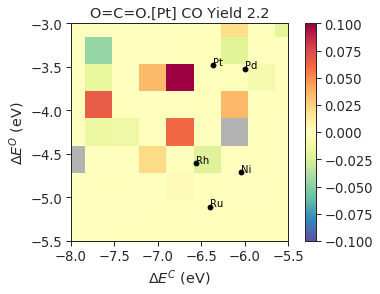 O=C=O.[Pt] CO Yield 2.2
−3.0
−3.5
−4.0
−4.5
−5.0
−5.5
ΔE^O (eV)
−8.0 −7.5 −7.0 −6.5 −6.0 −5.5
ΔE^C (eV)
Pt
Pd
Rh
Ni
Ru
0.100
0.075
0.050
0.025
0.000
−0.025
−0.050
−0.075
−0.100